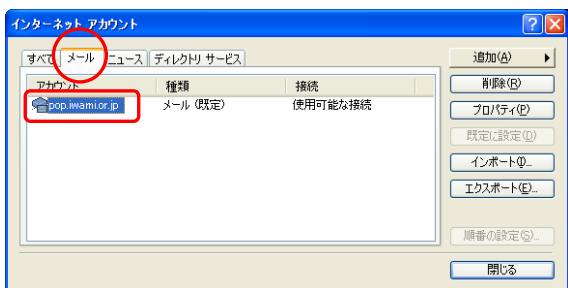 インターネット アカウント
すべて メール ニュース ディレクトリ サービス
追加(A)
アカウント 種類 接続
削除(R)
pop.iwami.or.jp メール (既定) 使用可能な接続
プロパティ(P)
既定に設定(D)
インポート(I)...
エクスポート(E)...
順番の設定(S)...
閉じる